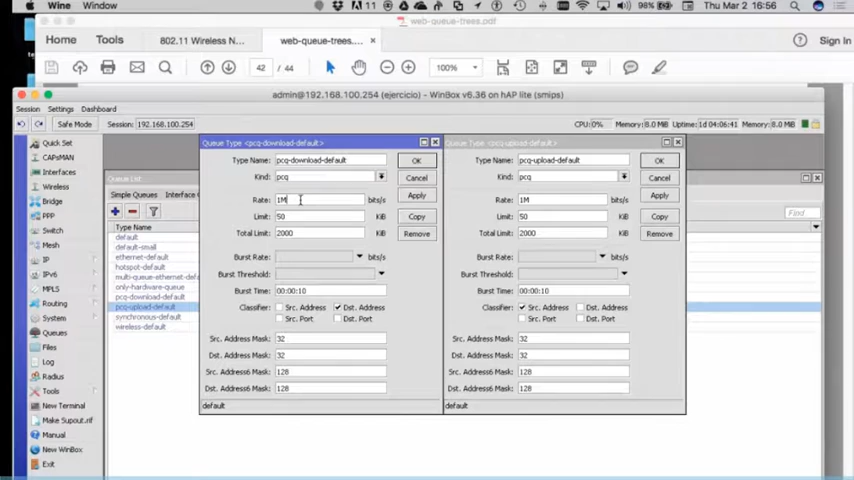 Wine Window 11 98% Thu Mar 2 16:56
web-queue-trees.pdf
Home Tools 802.11 Wireless N... web-queue-trees.... × Sign In
42 / 44 100%
admin@192.168.100.254 (ejercicio) - WinBox v6.36 on hAP lite (smips)
Session Settings Dashboard
Safe Mode Session: 192.168.100.254 CPU: 0% Memory: 8.0 MiB Memory: 8.0 MiB Uptime: 1d 04:06:41
Quick Set
CAPsMAN
Interfaces
Wireless
Bridge
PPP
Switch
Mesh
IP
IPv6
MPLS
Routing
System
Queues
Files
Log
Radius
Tools
New Terminal
Make Supout.rif
Manual
New WinBox
Exit
Queue List
Simple Queues Interface
Find
Type Name
default
default-small
ethernet-default
hotspot-default
multi-queue-ethernet-def
only-hardware-queue
pcq-download-default
pcq-upload-default
synchronous-default
wireless-default
Queue Type <pcq-download-default>
Type Name: pcq-download-default OK
Kind: pcq Cancel
Rate: 1M bits/s Apply
Limit: 50 KiB Copy
Total Limit: 2000 KiB Remove
Burst Rate: bits/s
Burst Threshold:
Burst Time: 00:00:10
Classifier: Src. Address Dst. Address
Src. Port Dst. Port
Src. Address Mask: 32
Dst. Address Mask: 32
Src. Address6 Mask: 128
Dst. Address6 Mask: 128
default
Queue Type <pcq-upload-default>
Type Name: pcq-upload-default OK
Kind: pcq Cancel
Rate: 1M bits/s Apply
Limit: 50 KiB Copy
Total Limit: 2000 KiB Remove
Burst Rate: bits/s
Burst Threshold:
Burst Time: 00:00:10
Classifier: Src. Address Dst. Address
Src. Port Dst. Port
Src. Address Mask: 32
Dst. Address Mask: 32
Src. Address6 Mask: 128
Dst. Address6 Mask: 128
default